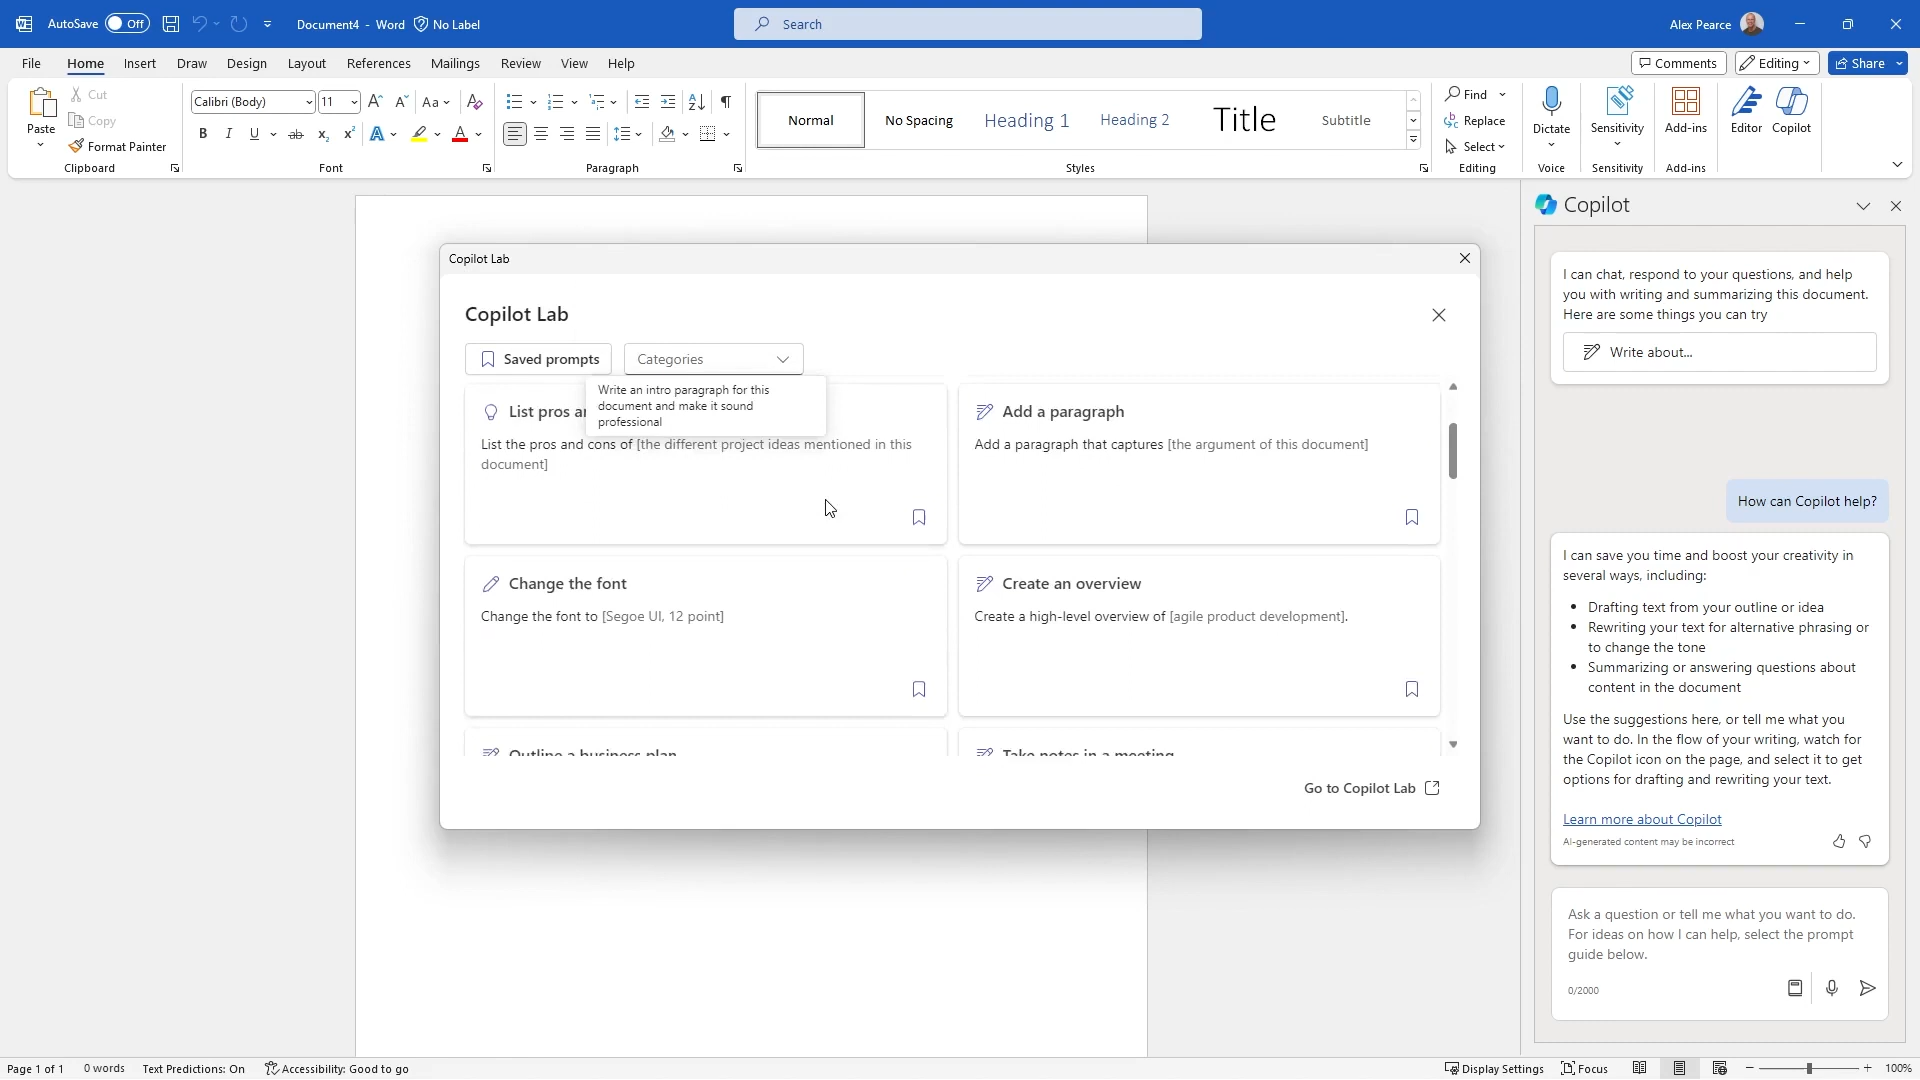 AutoSave Off Document4 - Word No Label Search Alex Pearce
File Home Insert Draw Design Layout References Mailings Review View Help Comments Editing Share
Paste Cut Copy Format Painter
Clipboard
Calibri (Body) 11 Aa
B I U ab x₂ x² A A
Font
Paragraph
Normal No Spacing Heading 1 Heading 2 Title Subtitle
Styles
Find
Replace
Select
Editing
Dictate
Voice
Sensitivity
Sensitivity
Add-ins
Add-ins
Editor
Copilot
Copilot Lab
Copilot Lab
Saved prompts Categories
Write an intro paragraph for this
document and make it sound
professional
List pros a
List the pros and cons of [the different project ideas mentioned in this
document]
Add a paragraph
Add a paragraph that captures [the argument of this document]
Change the font
Change the font to [Segoe UI, 12 point]
Create an overview
Create a high-level overview of [agile product development].
Outline a business plan
Take notes in a meeting
Go to Copilot Lab
Copilot
I can chat, respond to your questions, and help
you with writing and summarizing this document.
Here are some things you can try
Write about...
How can Copilot help?
I can save you time and boost your creativity in
several ways, including:
• Drafting text from your outline or idea
• Rewriting your text for alternative phrasing or
to change the tone
• Summarizing or answering questions about
content in the document
Use the suggestions here, or tell me what you
want to do. In the flow of your writing, watch for
the Copilot icon on the page, and select it to get
options for drafting and rewriting your text.
Learn more about Copilot
AI-generated content may be incorrect
Ask a question or tell me what you want to do.
For ideas on how I can help, select the prompt
guide below.
0/2000
Page 1 of 1 0 words Text Predictions: On Accessibility: Good to go Display Settings Focus 100%